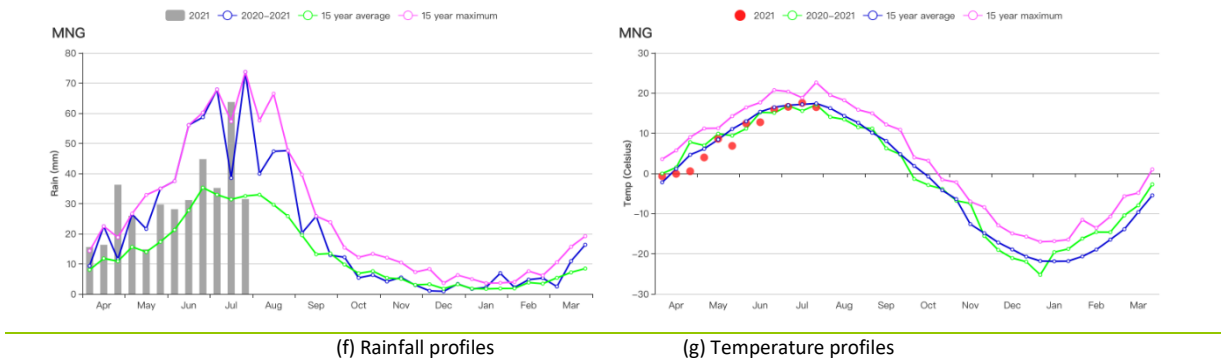 2021 2020-2021 15 year average 15 year maximum
MNG
Rain (mm)
80
70
60
50
40
30
20
10
0
Apr May Jun Jul Aug Sep Oct Nov Dec Jan Feb Mar
2021 2020-2021 15 year average 15 year maximum
MNG
Temp (Celsius)
30
20
10
0
-10
-20
-30
Apr May Jun Jul Aug Sep Oct Nov Dec Jan Feb Mar
(f) Rainfall profiles (g) Temperature profiles